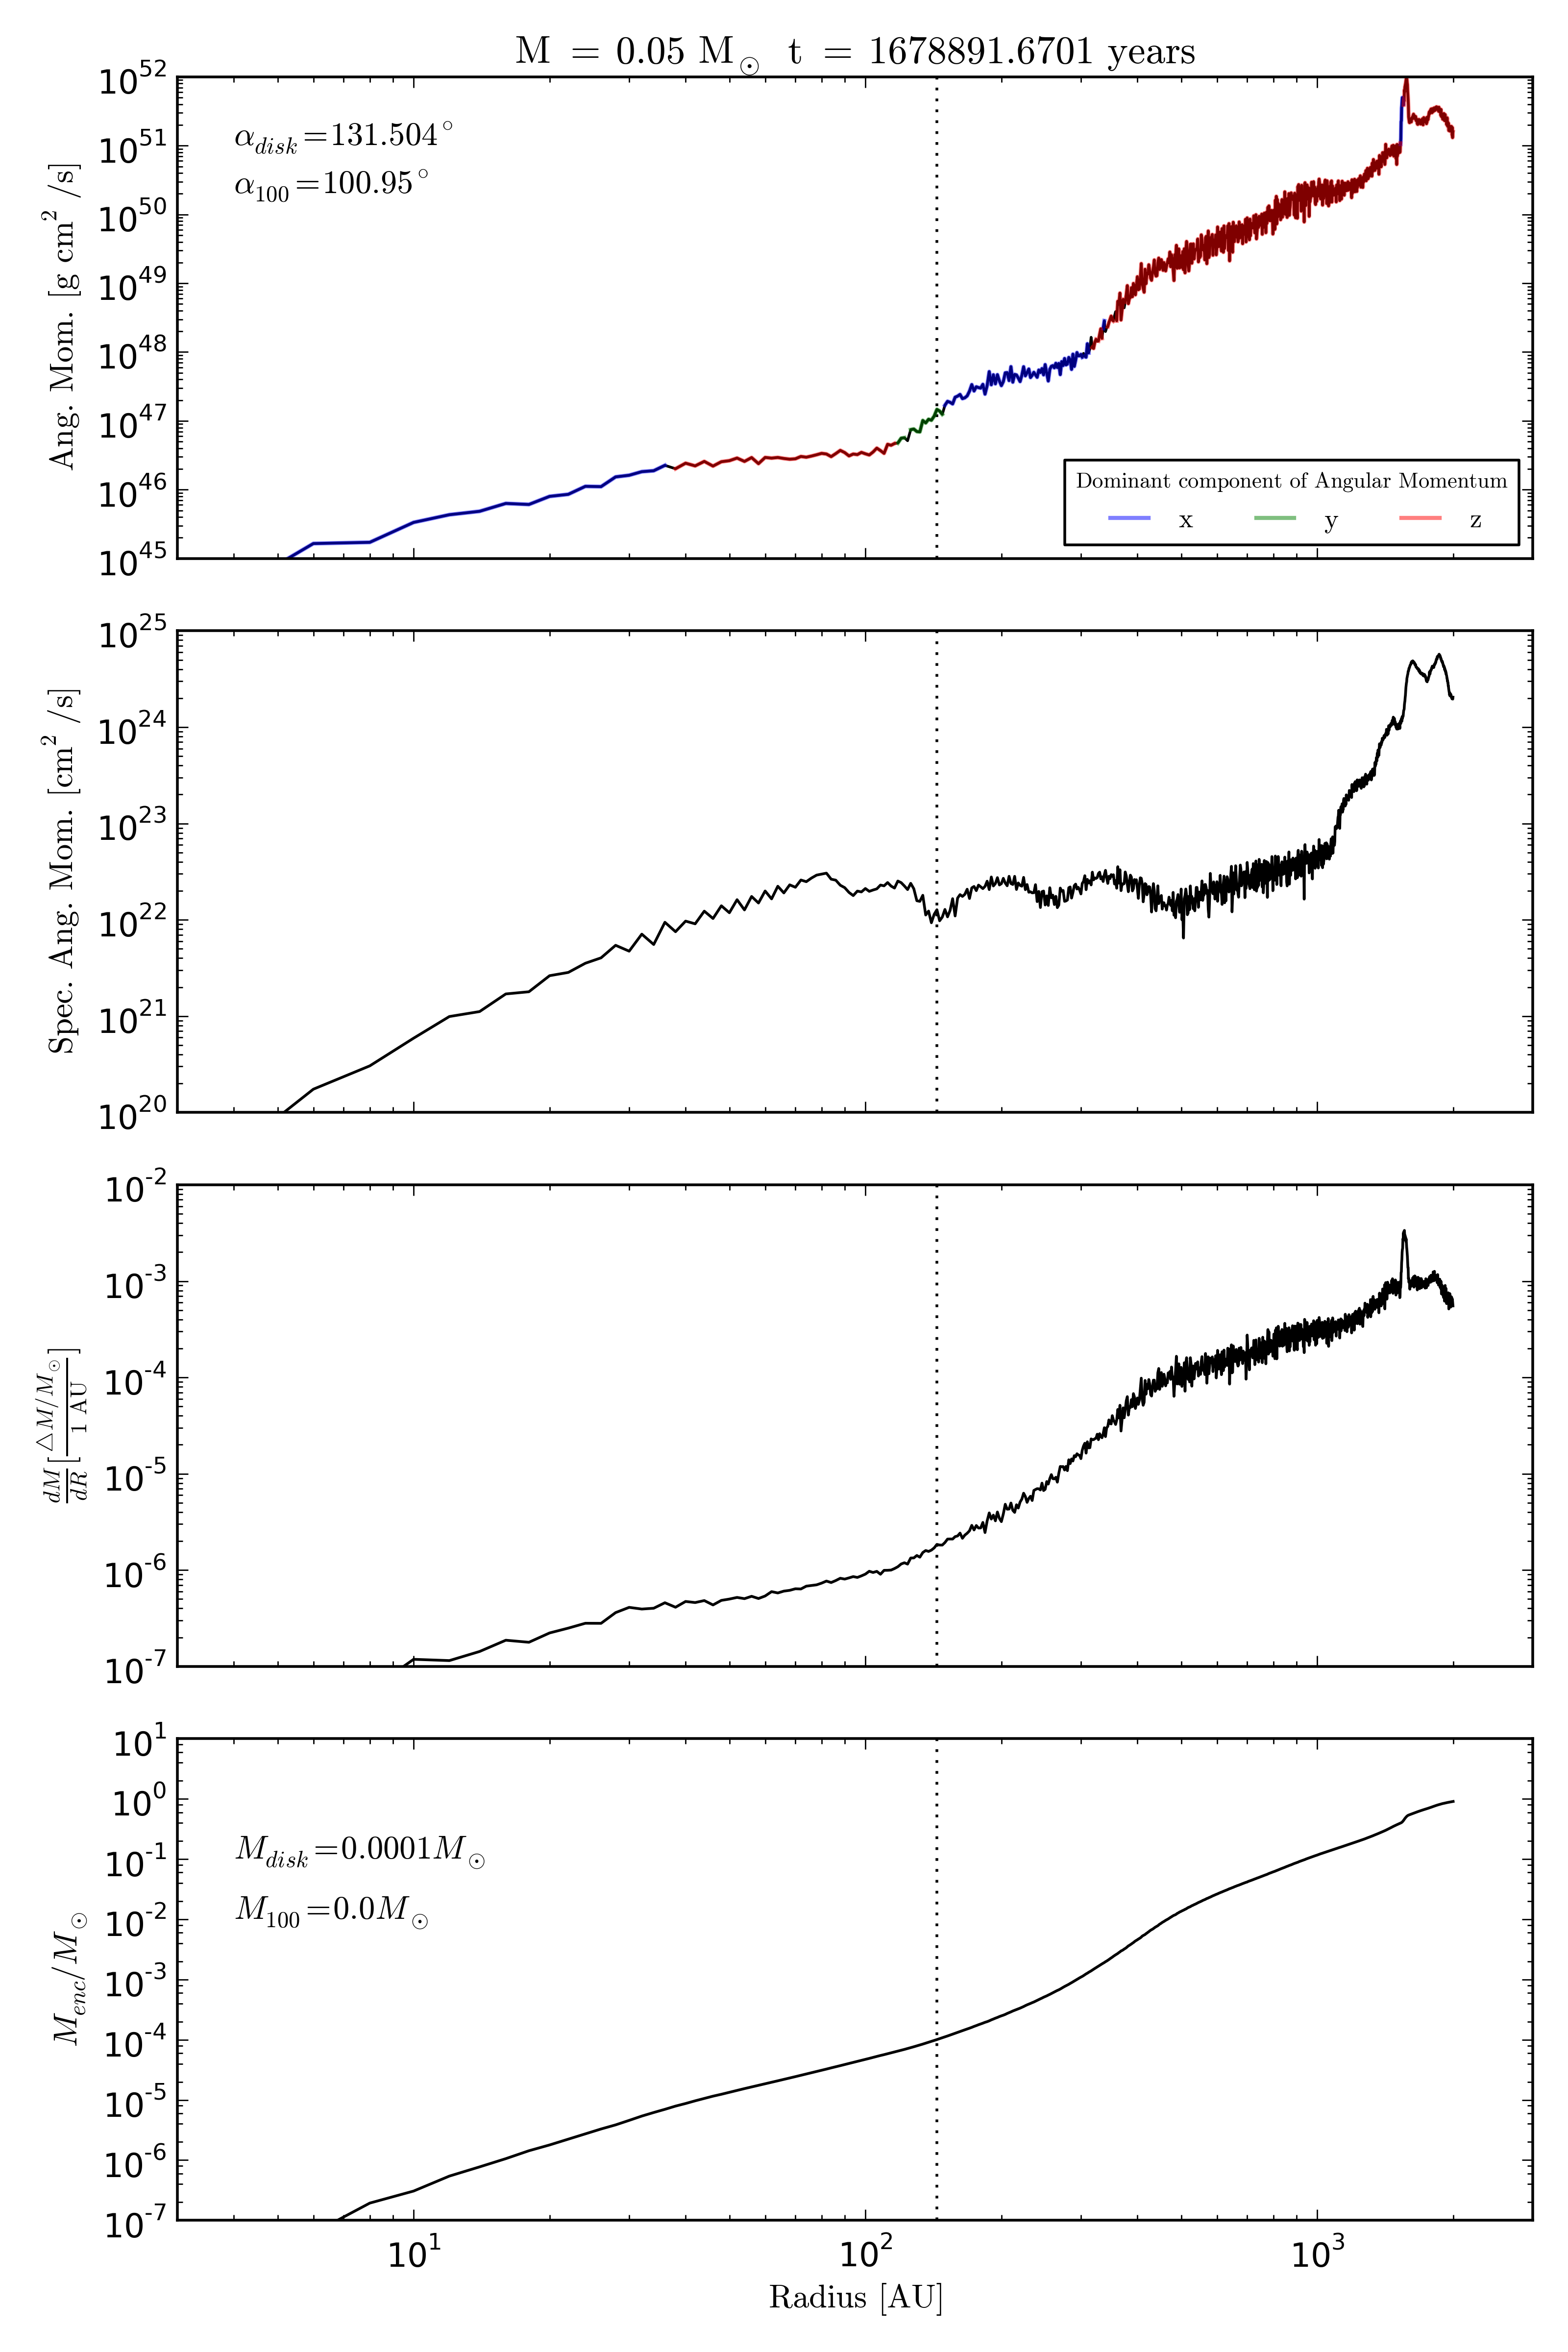 M = 0.05 M⊙ t = 1678891.6701 years
10^52
10^51
10^50
10^49
10^48
10^47
10^46
10^45
Ang. Mom. [g cm^2 /s]
α_disk=131.504°
α_100=100.95°
Dominant component of Angular Momentum
x y z
10^25
10^24
10^23
10^22
10^21
10^20
Spec. Ang. Mom. [cm^2 /s]
10^-2
10^-3
10^-4
10^-5
10^-6
10^-7
dM/dR [△M/M⊙ / 1 AU]
10^1
10^0
10^-1
10^-2
10^-3
10^-4
10^-5
10^-6
10^-7
M_enc/M⊙
M_disk=0.0001M⊙
M_100=0.0M⊙
10^1 10^2 10^3
Radius [AU]